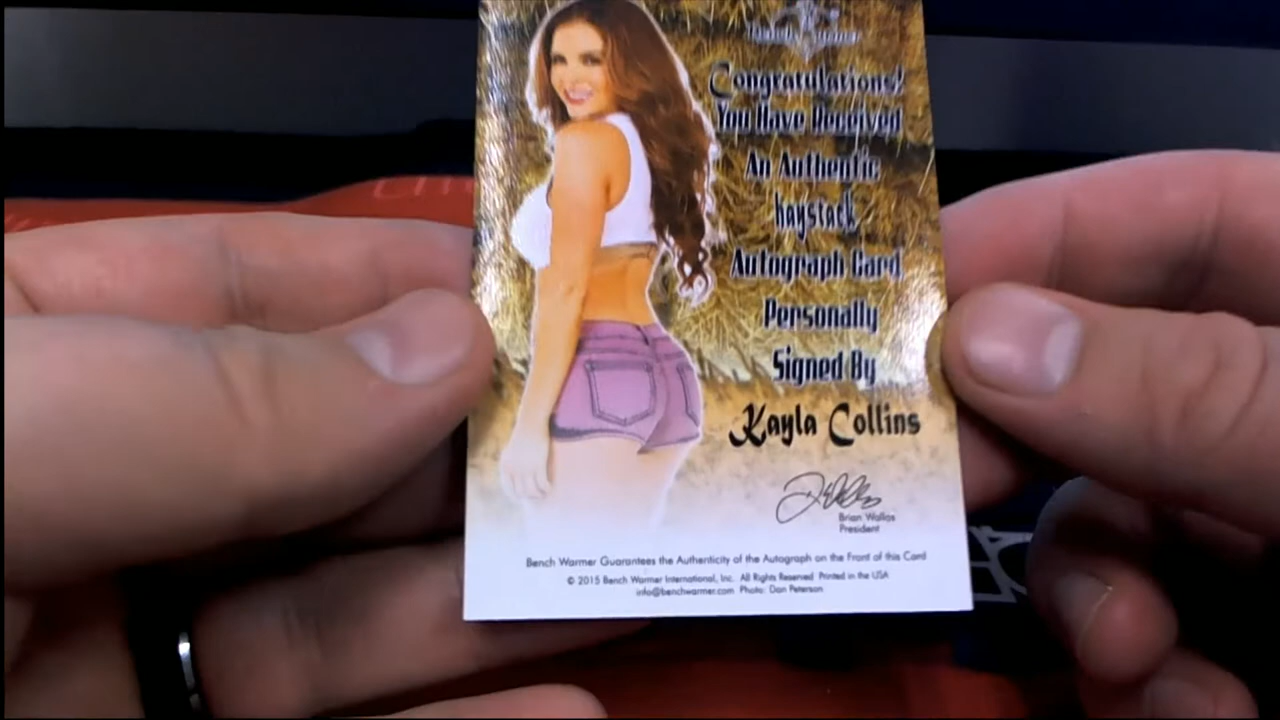 Congratulations!
You Have Received
An Authentic
haystack
Autograph Card
Personally
Signed By
Kayla Collins
Brian Wallos
President
Bench Warmer Guarantees the Authenticity of the Autograph on the Front of this Card
© 2015 Bench Warmer International, Inc. All Rights Reserved Printed in the USA
info@benchwarmer.com Photo: Dan Peterson